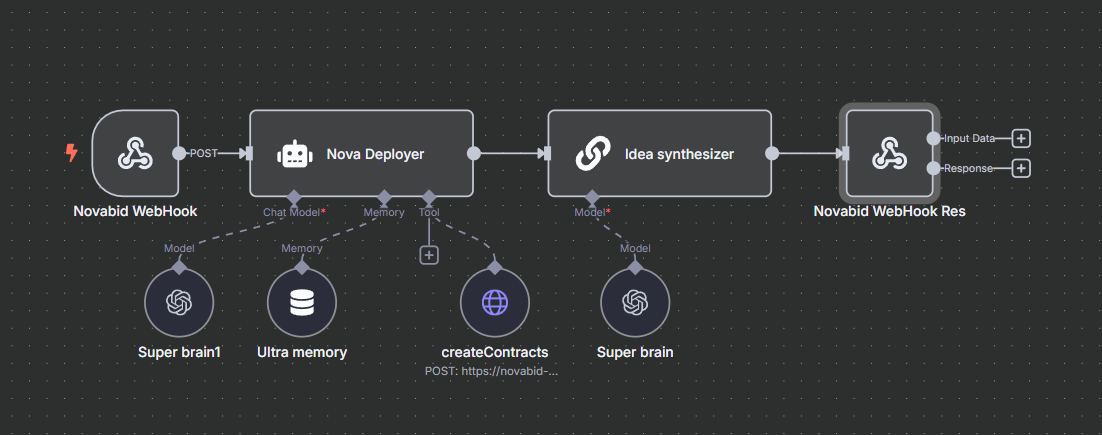 POST
Nova Deployer
Idea synthesizer
Input Data
Response
Novabid WebHook
Chat Model*
Memory
Tool
Model*
Novabid WebHook Res
Model
Memory
Model
Super brain1
Ultra memory
createContracts
Super brain
POST: https://novabid-...